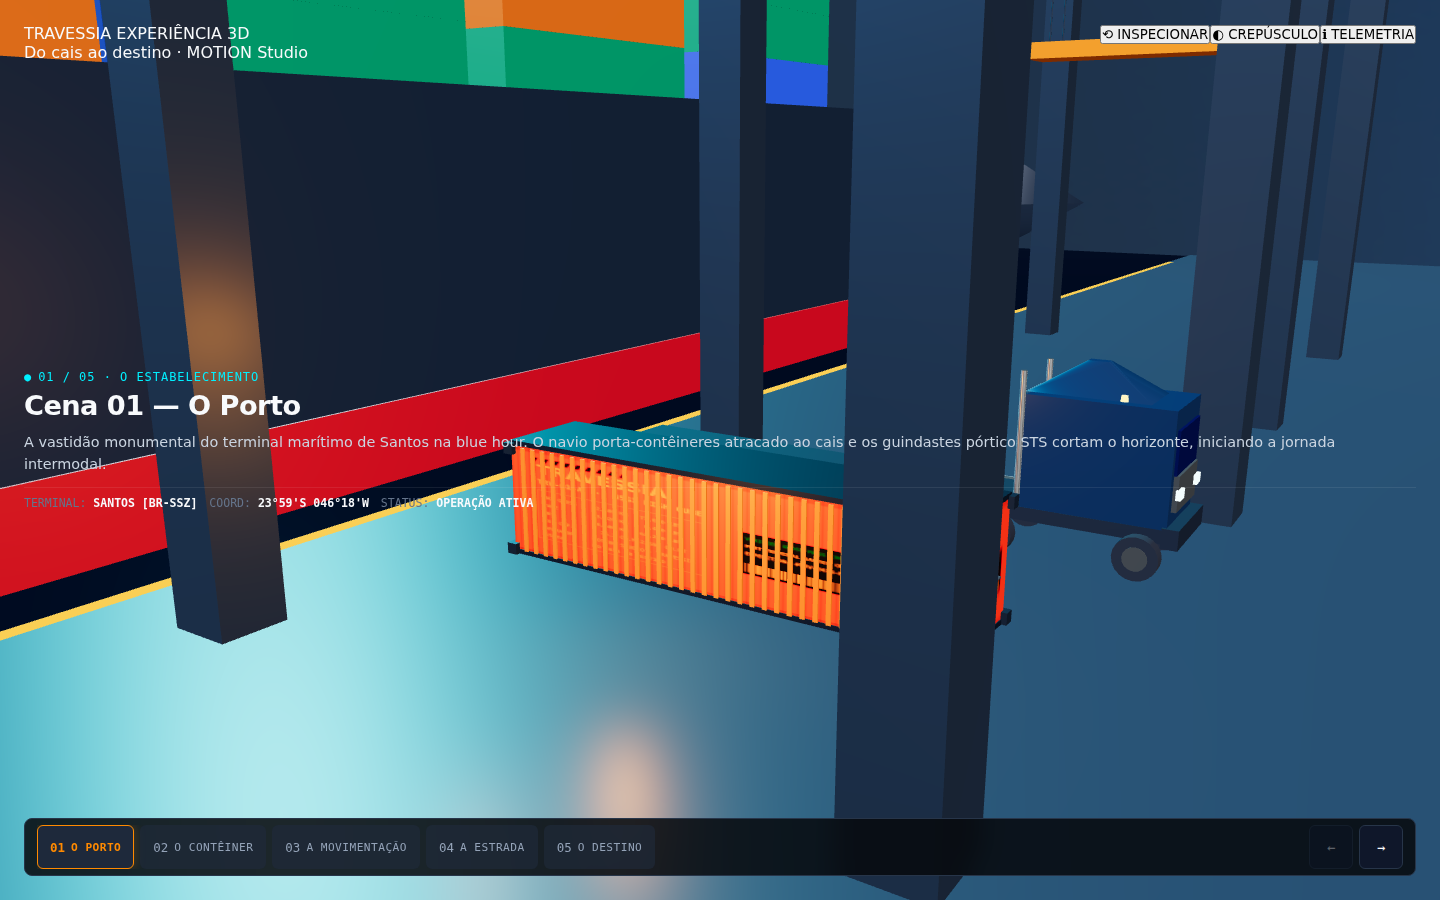 TRAVESSIA EXPERIÊNCIA 3D
Do cais ao destino · MOTION Studio
⟲ INSPECIONAR ◐ CREPÚSCULO ℹ TELEMETRIA
● 01 / 05 · O ESTABELECIMENTO
Cena 01 — O Porto
A vastidão monumental do terminal marítimo de Santos na blue hour. O navio porta-contêineres atracado ao cais e os guindastes pórtico STS cortam o horizonte, iniciando a jornada
intermodal.
TERMINAL: SANTOS [BR-SSZ] COORD: 23°59'S 046°18'W STATUS: OPERAÇÃO ATIVA
TRAVESSIA
01 O PORTO 02 O CONTÊINER 03 A MOVIMENTAÇÃO 04 A ESTRADA 05 O DESTINO ← →